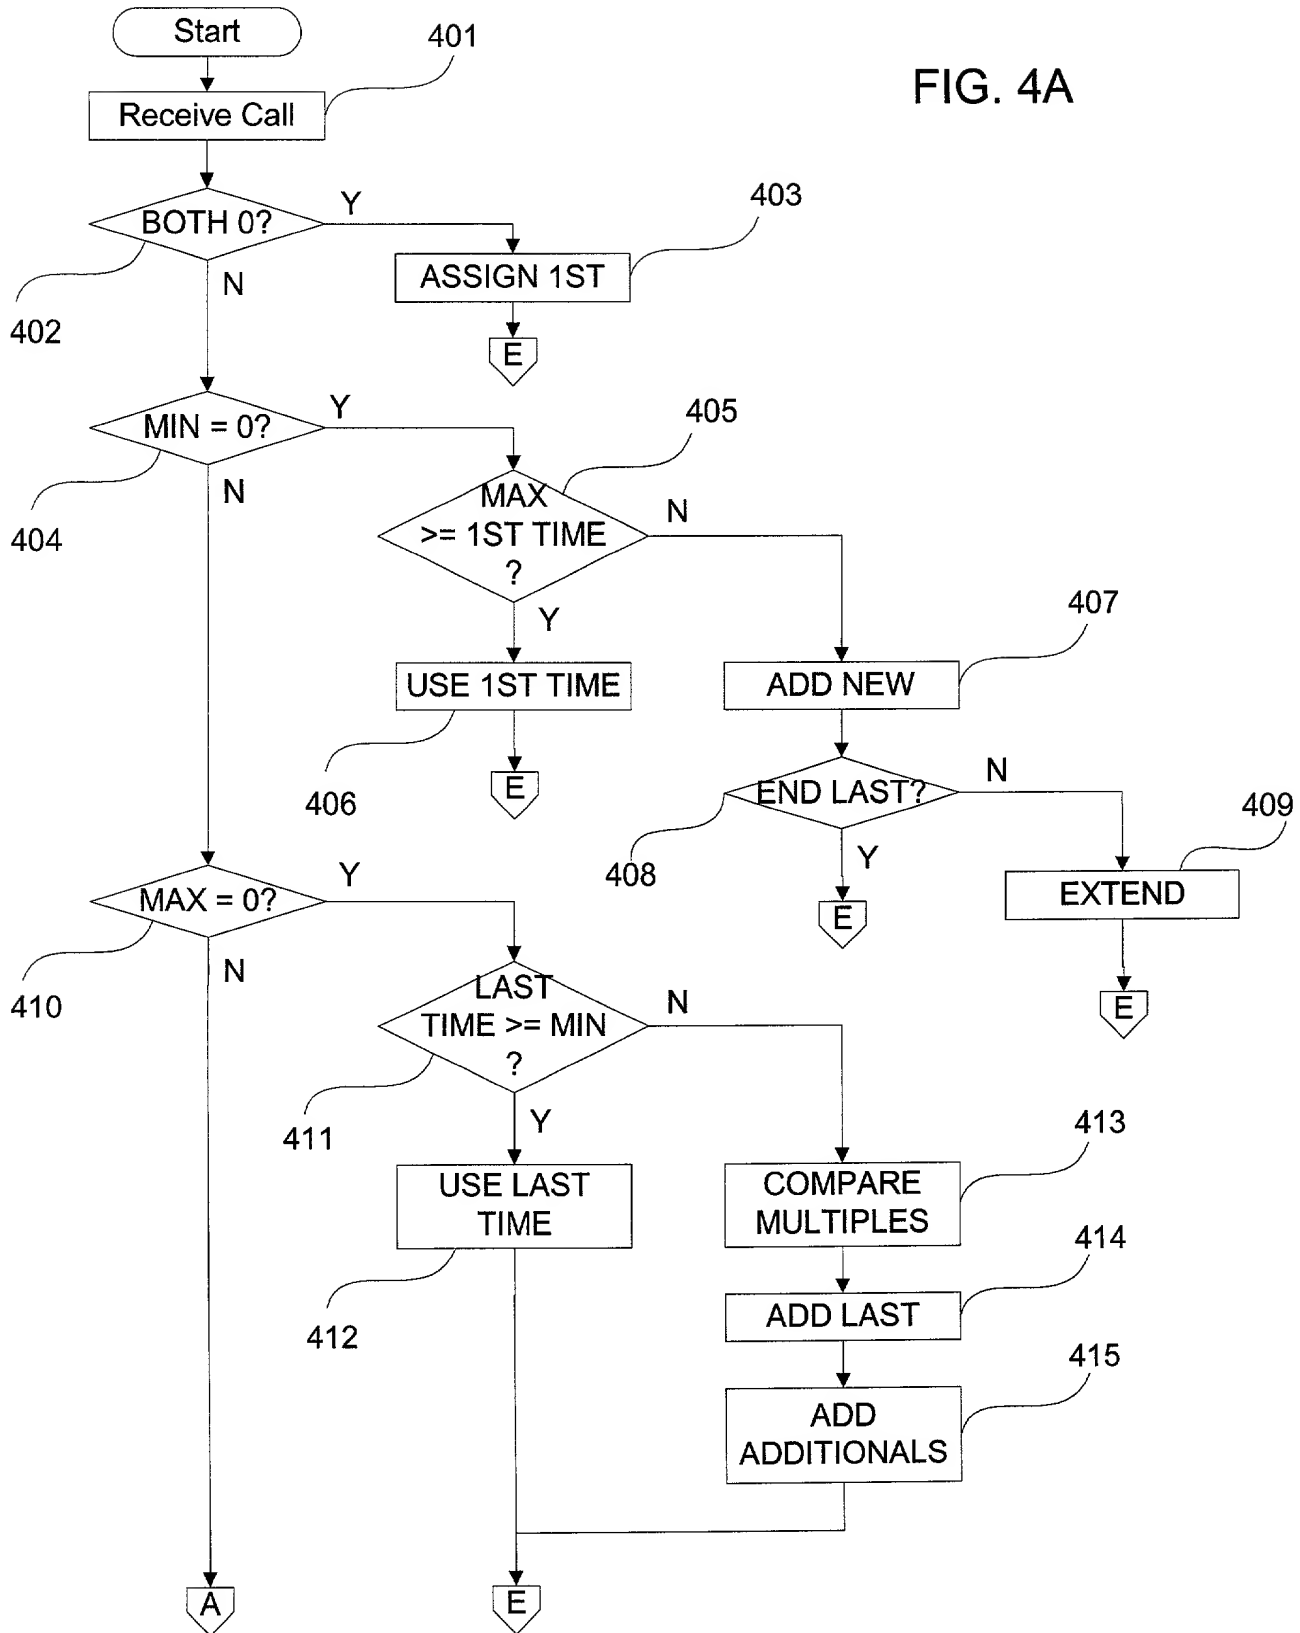 Start
401
FIG. 4A
Receive Call
BOTH 0?
Y
403
402
N
ASSIGN 1ST
E
MIN = 0?
Y
405
404
N
MAX
>= 1ST TIME
?
N
Y
407
USE 1ST TIME
ADD NEW
406
E
END LAST?
N
409
408
Y
EXTEND
E
E
MAX = 0?
Y
410
N
LAST
TIME >= MIN
?
N
411
Y
413
USE LAST
TIME
COMPARE
MULTIPLES
414
412
ADD LAST
415
ADD
ADDITIONALS
A
E